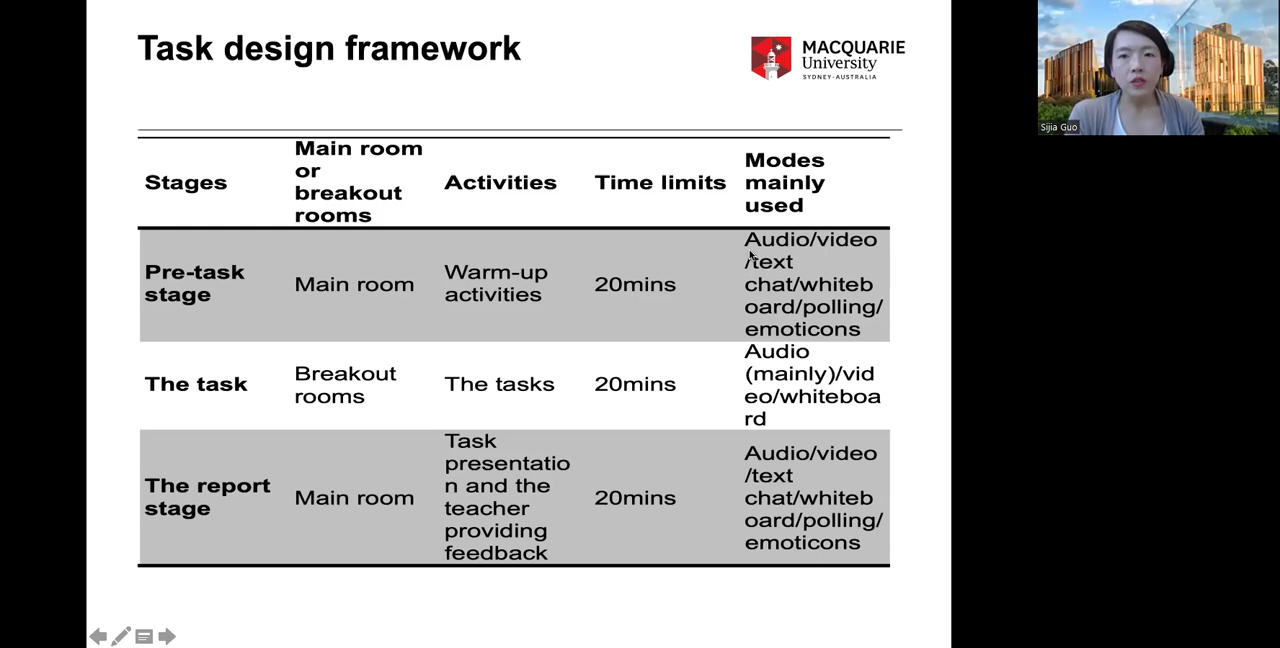 Task design framework
MACQUARIE
University
SYDNEY·AUSTRALIA
Sijia Guo
Stages
Main room
or
breakout
rooms
Activities
Time limits
Modes
mainly
used
Pre-task
stage
Main room
Warm-up
activities
20mins
Audio/video
/text
chat/whiteb
oard/polling/
emoticons
The task
Breakout
rooms
The tasks
20mins
Audio
(mainly)/vid
eo/whiteboa
rd
The report
stage
Main room
Task
presentatio
n and the
teacher
providing
feedback
20mins
Audio/video
/text
chat/whiteb
oard/polling/
emoticons